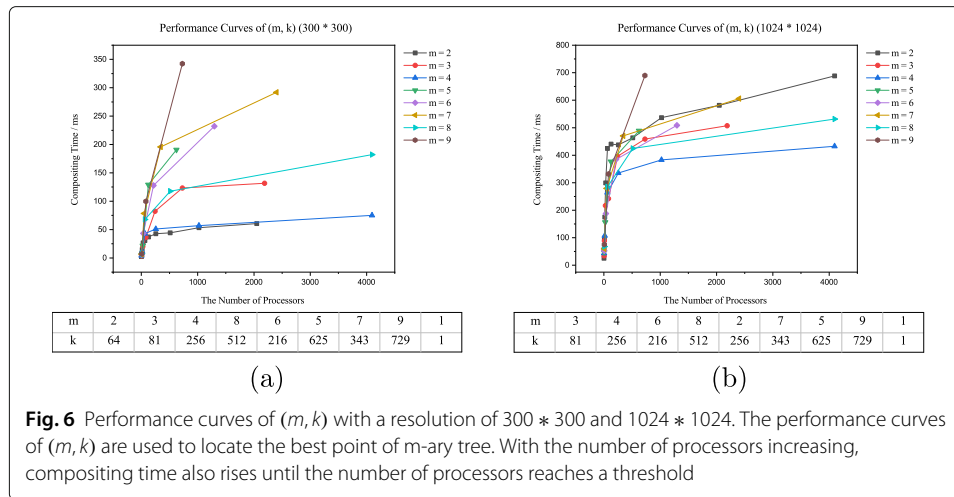 Performance Curves of (m, k) (300 * 300)
350
300
250
200
150
100
50
0
Compositing Time / ms
0 1000 2000 3000 4000
The Number of Processors
m = 2
m = 3
m = 4
m = 5
m = 6
m = 7
m = 8
m = 9
m 2 3 4 8 6 5 7 9 1
k 64 81 256 512 216 625 343 729 1
(a)
Performance Curves of (m, k) (1024 * 1024)
800
700
600
500
400
300
200
100
0
Compositing Time / ms
0 1000 2000 3000 4000
The Number of Processors
m = 2
m = 3
m = 4
m = 5
m = 6
m = 7
m = 8
m = 9
m 3 4 6 8 2 7 5 9 1
k 81 256 216 512 256 343 625 729 1
(b)
Fig. 6 Performance curves of (m, k) with a resolution of 300 ∗ 300 and 1024 ∗ 1024. The performance curves
of (m, k) are used to locate the best point of m-ary tree. With the number of processors increasing,
compositing time also rises until the number of processors reaches a threshold